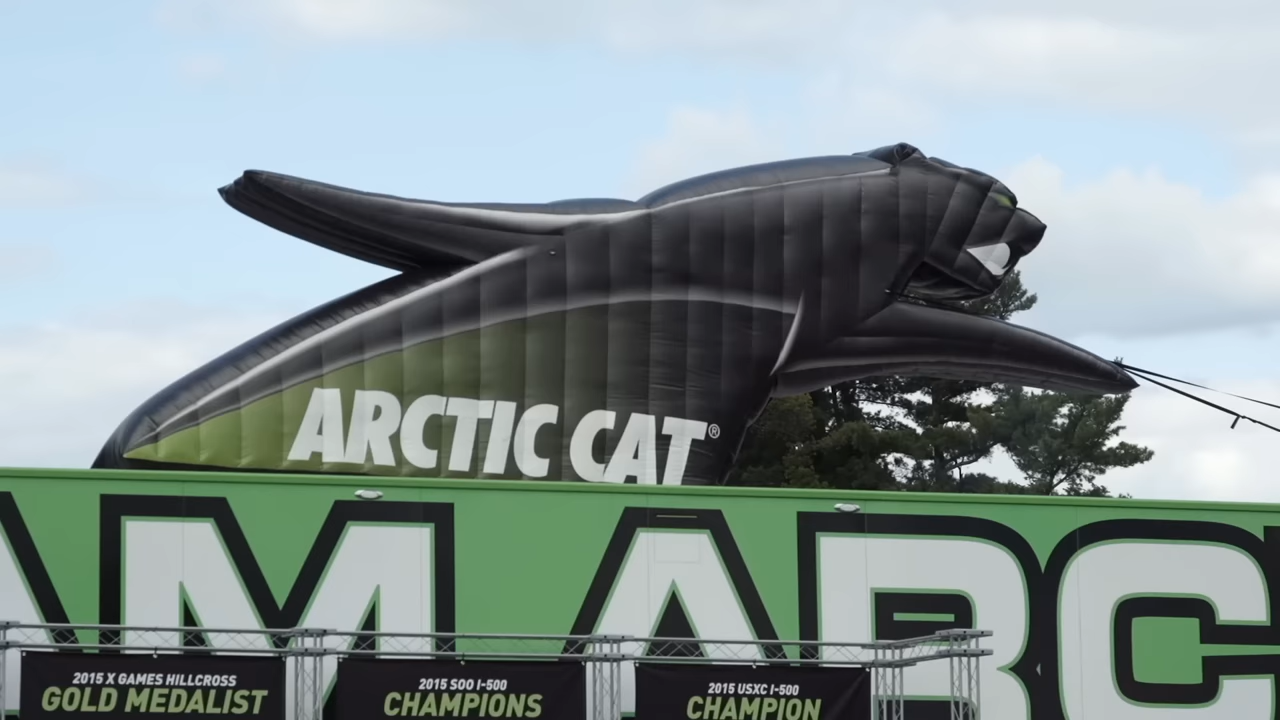 ARCTIC CAT®
AM ARC
2015 X GAMES HILLCROSS
GOLD MEDALIST
2015 SOO I-500
CHAMPIONS
2015 USXC I-500
CHAMPION